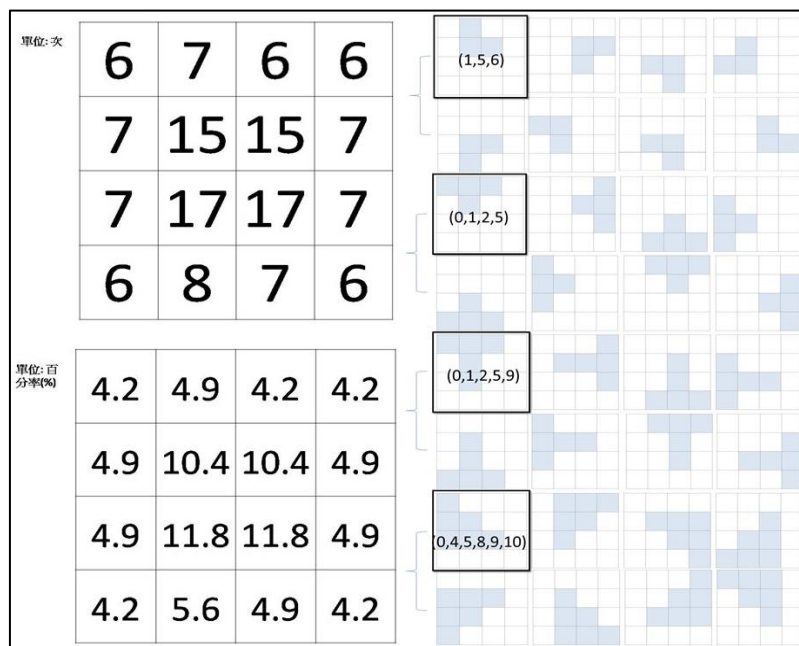 單位: 次
6 7 6 6
7 15 15 7
7 17 17 7
6 8 7 6
單位: 百
分率(%)
4.2 4.9 4.2 4.2
4.9 10.4 10.4 4.9
4.9 11.8 11.8 4.9
4.2 5.6 4.9 4.2
(1,5,6)
(0,1,2,5)
(0,1,2,5,9)
(0,4,5,8,9,10)